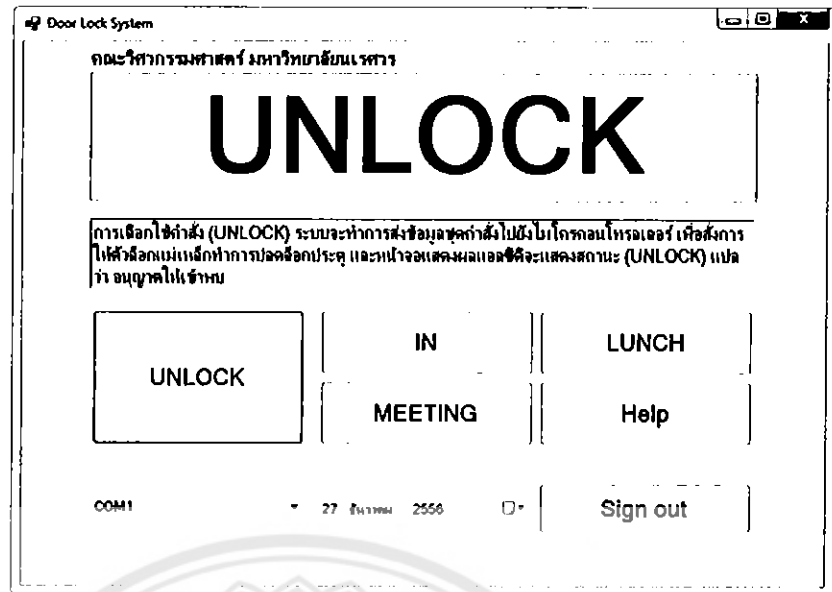 Door Lock System
คณะวิศวกรรมศาสตร์ มหาวิทยาลัยนเรศวร
UNLOCK
การเลือกใช้คำสั่ง (UNLOCK) ระบบจะทำการส่งข้อมูลชุดคำสั่งไปยังไมโครคอนโทรลเลอร์ เพื่อสั่งการ
ให้ตัวล็อกแม่เหล็กทำการปลดล็อกประตู และหน้าจอแสดงผลแอลซีดีจะแสดงสถานะ (UNLOCK) แปล
ว่า อนุญาตให้เข้าพบ
UNLOCK
IN
LUNCH
MEETING
Help
COM1
27 ธันวาคม 2556
Sign out